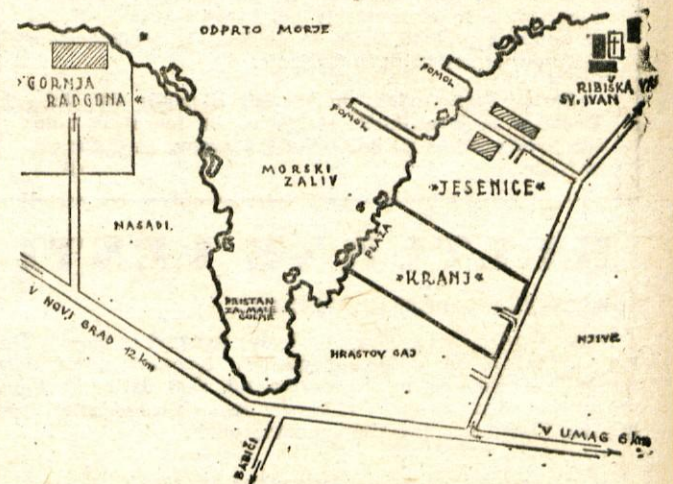 ODPRTO MORJE
POMOL
RIBIŠKA VAS
SV. IVAN
»GORNJA
RADGONA«
POMOL
MORSKI
ZALIV
»JESENICE«
NASADI.
PLAŽA
»KRANJ«
PRISTAN
ZA MALE
ČOLNE
V NOVI GRAD 12 km
HRASTOV GAJ
NJIVE
V UMAG 6 km
BABIČI